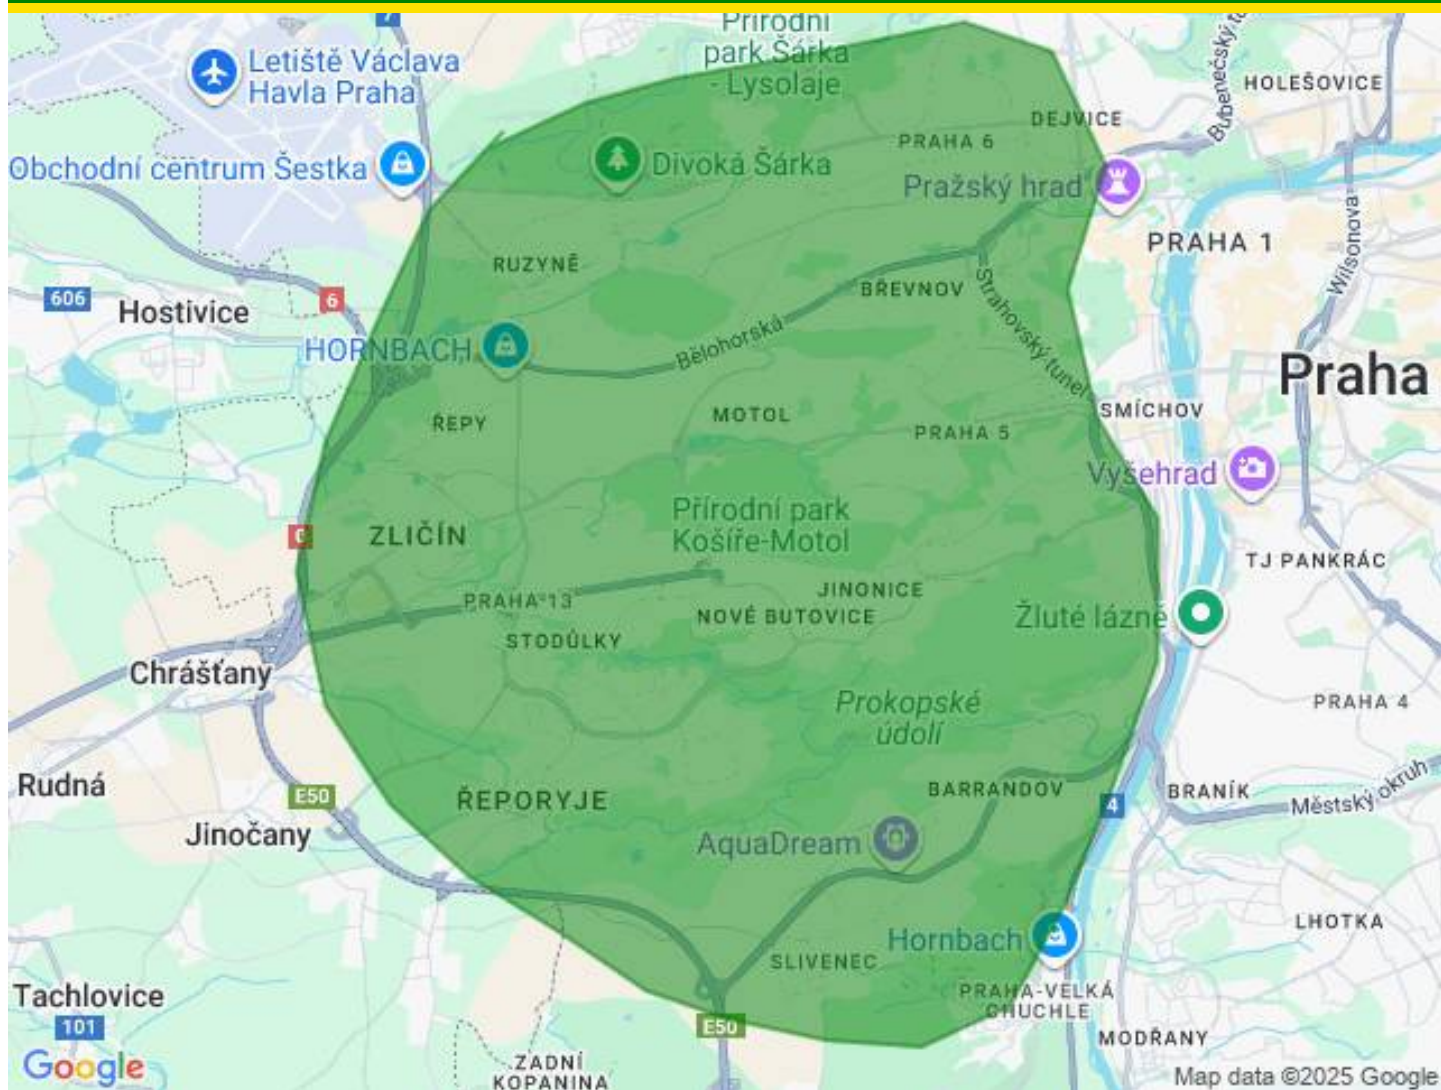 7
Přírodní
park Šárka
- Lysolaje
Letiště Václava
Havla Praha
HOLEŠOVICE
Bubenečský tu
DEJVICE
PRAHA 6
Obchodní centrum Šestka
Divoká Šárka
Pražský hrad
PRAHA 1
Wilsonova
RUZYNĚ
606
Hostivice
6
BŘEVNOV
Strahovský tunel
HORNBACH
Bělohorská
Praha
ŘEPY
MOTOL
PRAHA 5
SMÍCHOV
Vyšehrad
Přírodní park
Košíře-Motol
ZLIČÍN
TJ PANKRÁC
PRAHA 13
JINONICE
NOVÉ BUTOVICE
Žluté lázně
STODŮLKY
Chrášťany
Prokopské
údolí
PRAHA 4
Rudná
E50
ŘEPORYJE
BARRANDOV
4
BRANÍK
Městský okruh
Jinočany
AquaDream
LHOTKA
Hornbach
SLIVENEC
Tachlovice
101
PRAHA-VELKÁ
CHUCHLE
E50
MODŘANY
Google
ZADNÍ
KOPANINA
Map data ©2025 Google